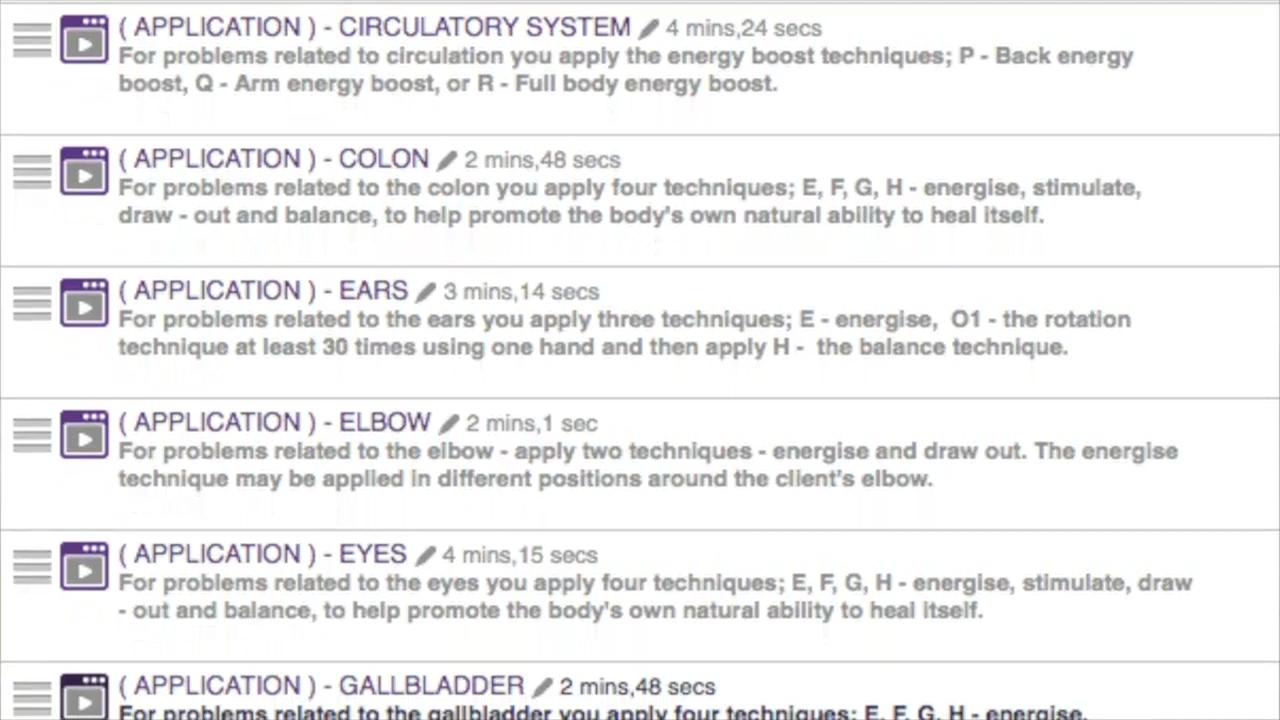 ( APPLICATION ) - CIRCULATORY SYSTEM 4 mins,24 secs
For problems related to circulation you apply the energy boost techniques; P - Back energy
boost, Q - Arm energy boost, or R - Full body energy boost.
( APPLICATION ) - COLON 2 mins,48 secs
For problems related to the colon you apply four techniques; E, F, G, H - energise, stimulate,
draw - out and balance, to help promote the body's own natural ability to heal itself.
( APPLICATION ) - EARS 3 mins,14 secs
For problems related to the ears you apply three techniques; E - energise,  O1 - the rotation
technique at least 30 times using one hand and then apply H -  the balance technique.
( APPLICATION ) - ELBOW 2 mins,1 sec
For problems related to the elbow - apply two techniques - energise and draw out. The energise
technique may be applied in different positions around the client's elbow.
( APPLICATION ) - EYES 4 mins,15 secs
For problems related to the eyes you apply four techniques; E, F, G, H - energise, stimulate, draw
- out and balance, to help promote the body's own natural ability to heal itself.
( APPLICATION ) - GALLBLADDER 2 mins,48 secs
For problems related to the gallbladder you apply four techniques; E, F, G, H - energise,